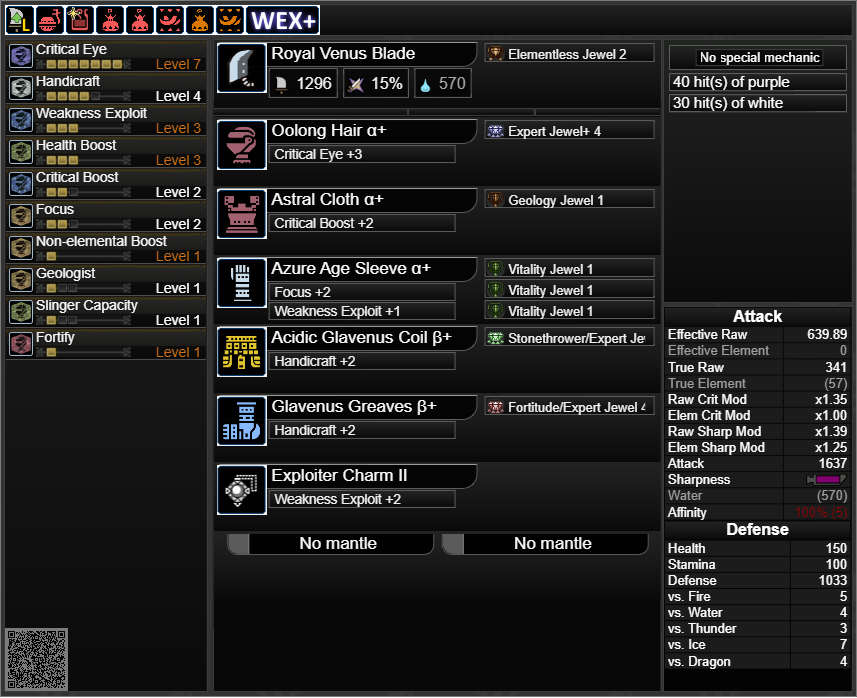 L
WEX+
Critical Eye
Level 7
Handicraft
Level 4
Weakness Exploit
Level 3
Health Boost
Level 3
Critical Boost
Level 2
Focus
Level 2
Non-elemental Boost
Level 1
Geologist
Level 1
Slinger Capacity
Level 1
Fortify
Level 1
Royal Venus Blade
1296 15% 570
Elementless Jewel 2
Oolong Hair α+
Critical Eye +3
Expert Jewel+ 4
Astral Cloth α+
Critical Boost +2
Geology Jewel 1
Azure Age Sleeve α+
Focus +2
Weakness Exploit +1
Vitality Jewel 1
Vitality Jewel 1
Vitality Jewel 1
Acidic Glavenus Coil β+
Handicraft +2
Stonethrower/Expert Je
Glavenus Greaves β+
Handicraft +2
Fortitude/Expert Jewel 4
Exploiter Charm II
Weakness Exploit +2
No mantle No mantle
No special mechanic
40 hit(s) of purple
30 hit(s) of white
Attack
Effective Raw 639.89
Effective Element 0
True Raw 341
True Element (57)
Raw Crit Mod x1.35
Elem Crit Mod x1.00
Raw Sharp Mod x1.39
Elem Sharp Mod x1.25
Attack 1637
Sharpness
Water (570)
Affinity 100% (5)
Defense
Health 150
Stamina 100
Defense 1033
vs. Fire 5
vs. Water 4
vs. Thunder 3
vs. Ice 7
vs. Dragon 4